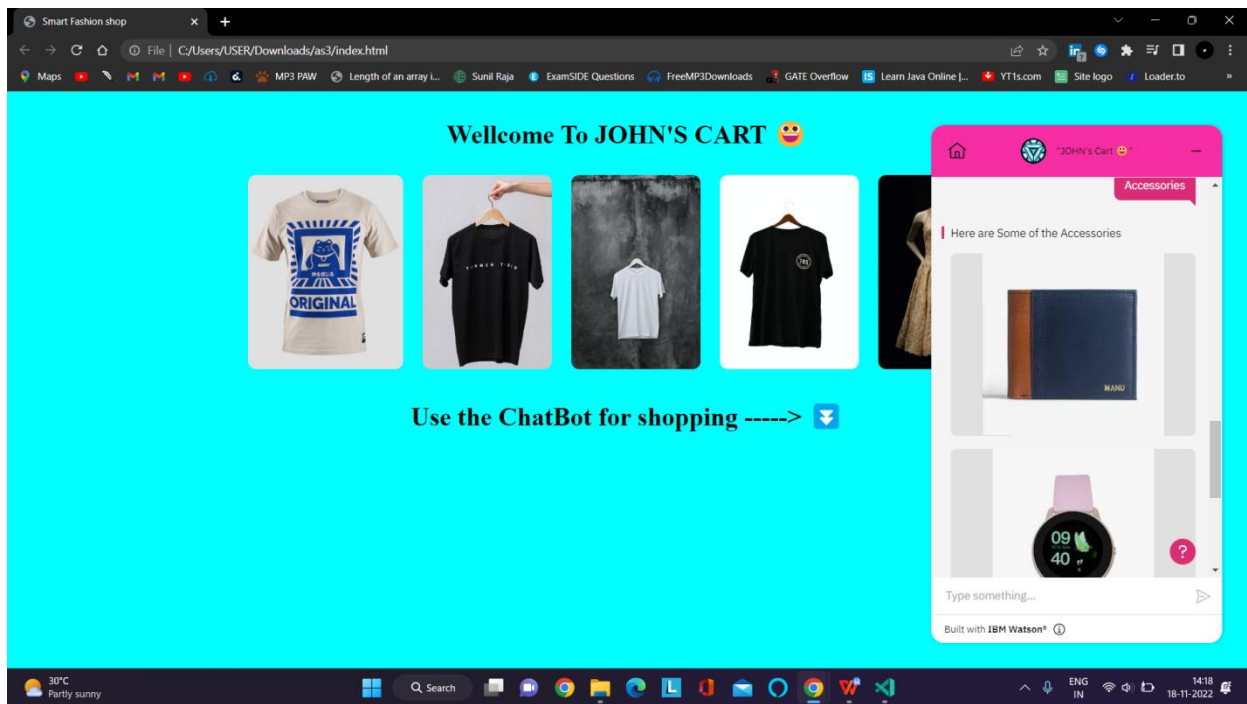 Smart Fashion shop
File | C:/Users/USER/Downloads/as3/index.html
Maps MP3 PAW Length of an array i... Sunil Raja ExamSIDE Questions FreeMP3Downloads GATE Overflow IS Learn Java Online |... YT1s.com Site logo Loader.to »
Wellcome To JOHN'S CART 😀
ORIGINAL
Use the ChatBot for shopping -----> ⏬
"JOHN's Cart 😀 "
Accessories
Here are Some of the Accessories
MANU
09
40
?
Type something...
Built with IBM Watson®
30°C
Partly sunny
Search
ENG
IN
14:18
18-11-2022